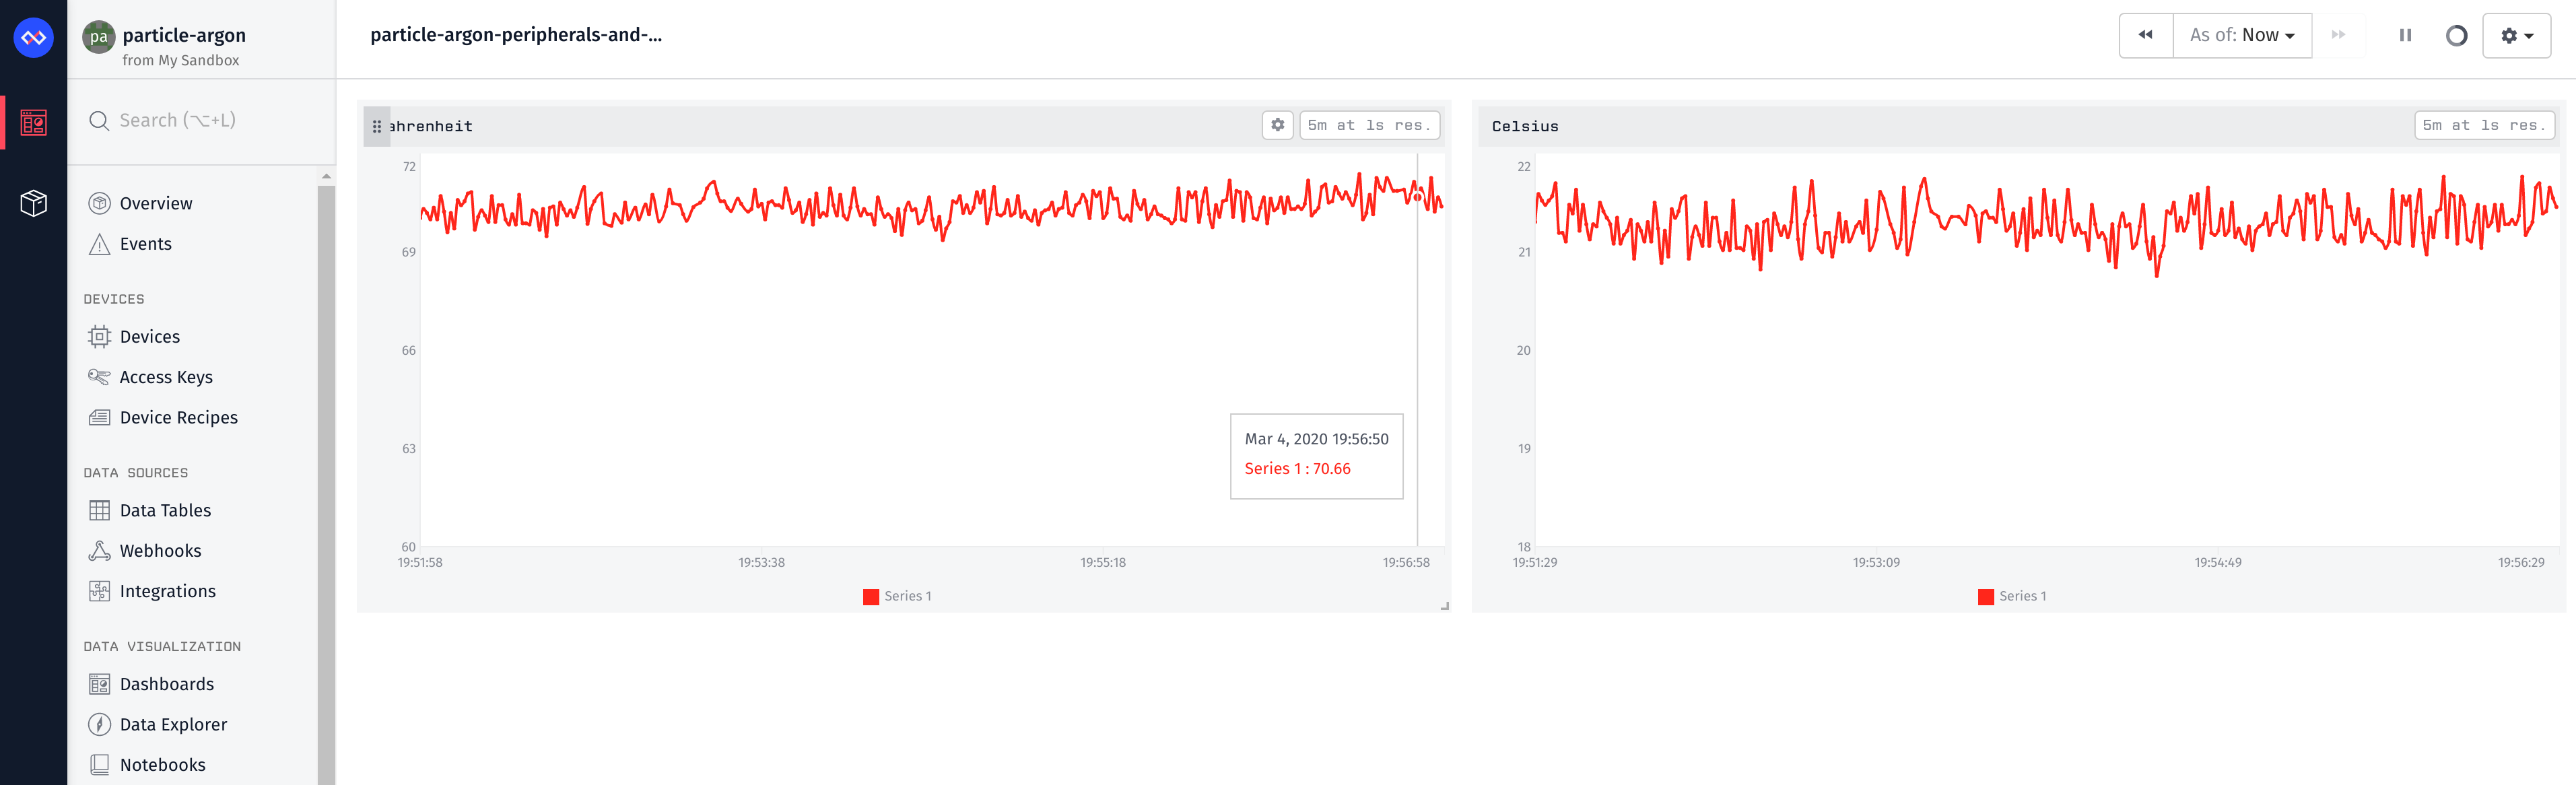 pa particle-argon
from My Sandbox
particle-argon-peripherals-and-...
As of: Now
Search (⌥+L)
Overview
Events
DEVICES
Devices
Access Keys
Device Recipes
DATA SOURCES
Data Tables
Webhooks
Integrations
DATA VISUALIZATION
Dashboards
Data Explorer
Notebooks
ahrenheit
5m at 1s res.
72
69
66
63
60
Mar 4, 2020 19:56:50
Series 1 : 70.66
19:51:58 19:53:38 19:55:18 19:56:58
Series 1
Celsius
5m at 1s res.
22
21
20
19
18
19:51:29 19:53:09 19:54:49 19:56:29
Series 1